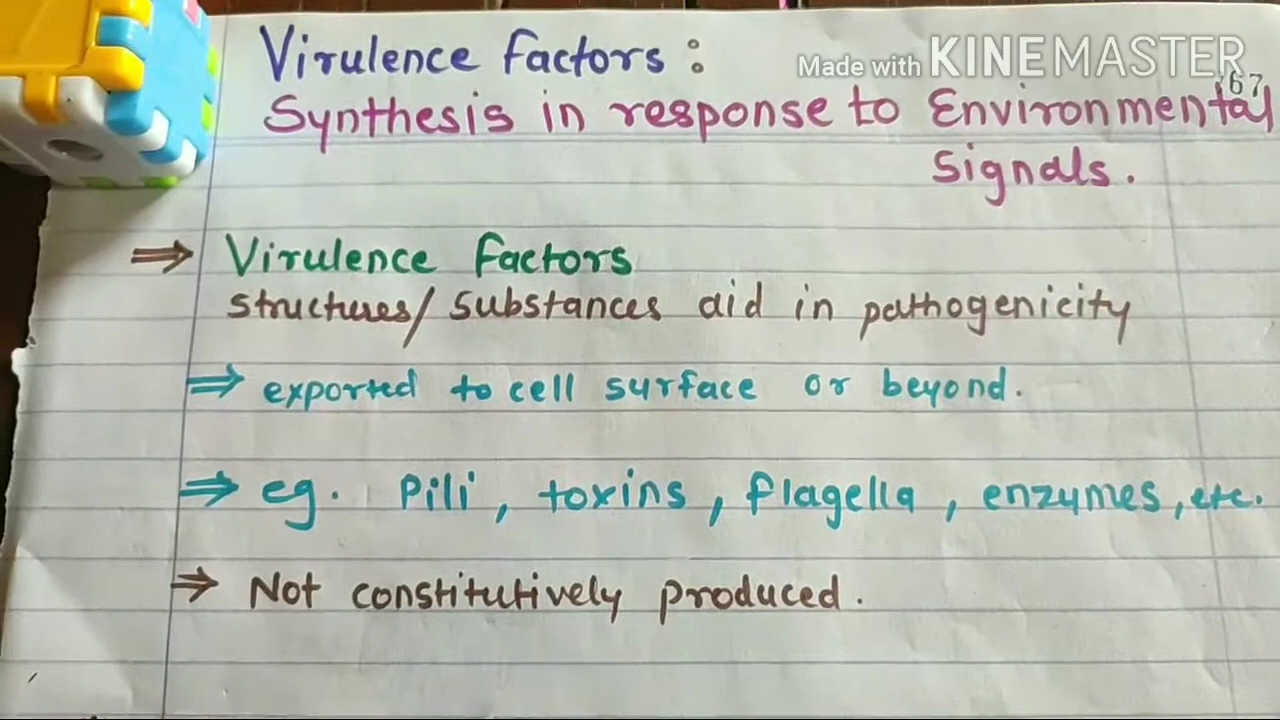 Virulence factors :
Made with KINEMASTER
67
Synthesis in response to Environmental
Signals.
⇒ Virulence factors
structures/ substances aid in pathogenicity
⇒ exported to cell surface or beyond.
⇒ eg. Pili, toxins, flagella, enzymes, etc.
⇒ Not constitutively produced.